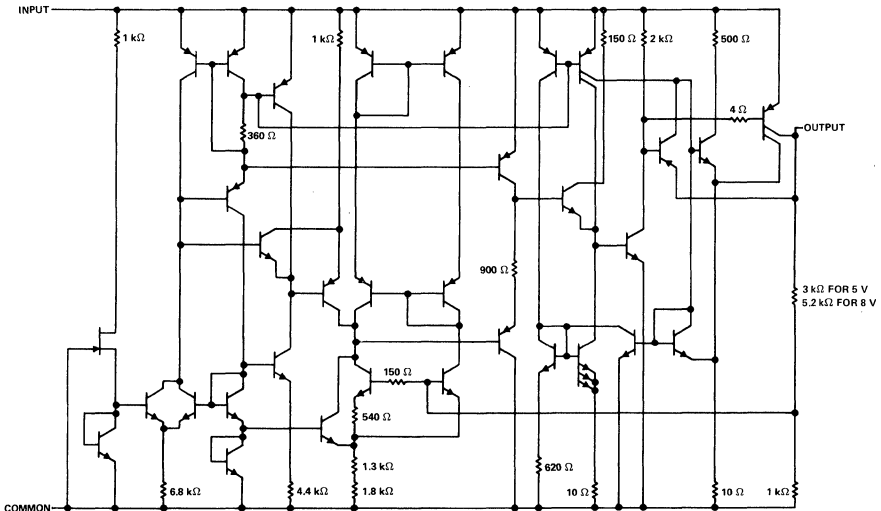 INPUT
1 kΩ
1 kΩ
150 Ω
2 kΩ
500 Ω
4 Ω
OUTPUT
360 Ω
900 Ω
3 kΩ FOR 5 V
5.2 kΩ FOR 8 V
150 Ω
540 Ω
1.3 kΩ
620 Ω
6.8 kΩ
4.4 kΩ
1.8 kΩ
10 Ω
10 Ω
1 kΩ
COMMON